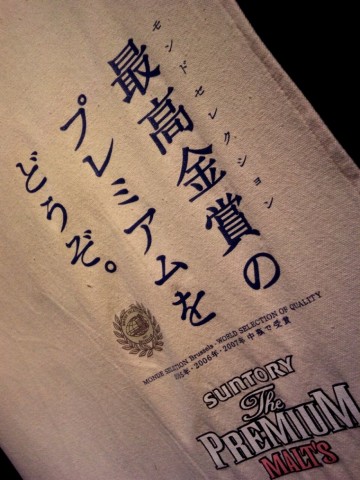 モンドセレクション
最高金賞の
プレミアムを
どうぞ。
MONDE SELECTION Brussels · WORLD SELECTION OF QUALITY
2005年・2006年・2007年 3年連続受賞
SUNTORY
The
PREMIUM
MALT'S